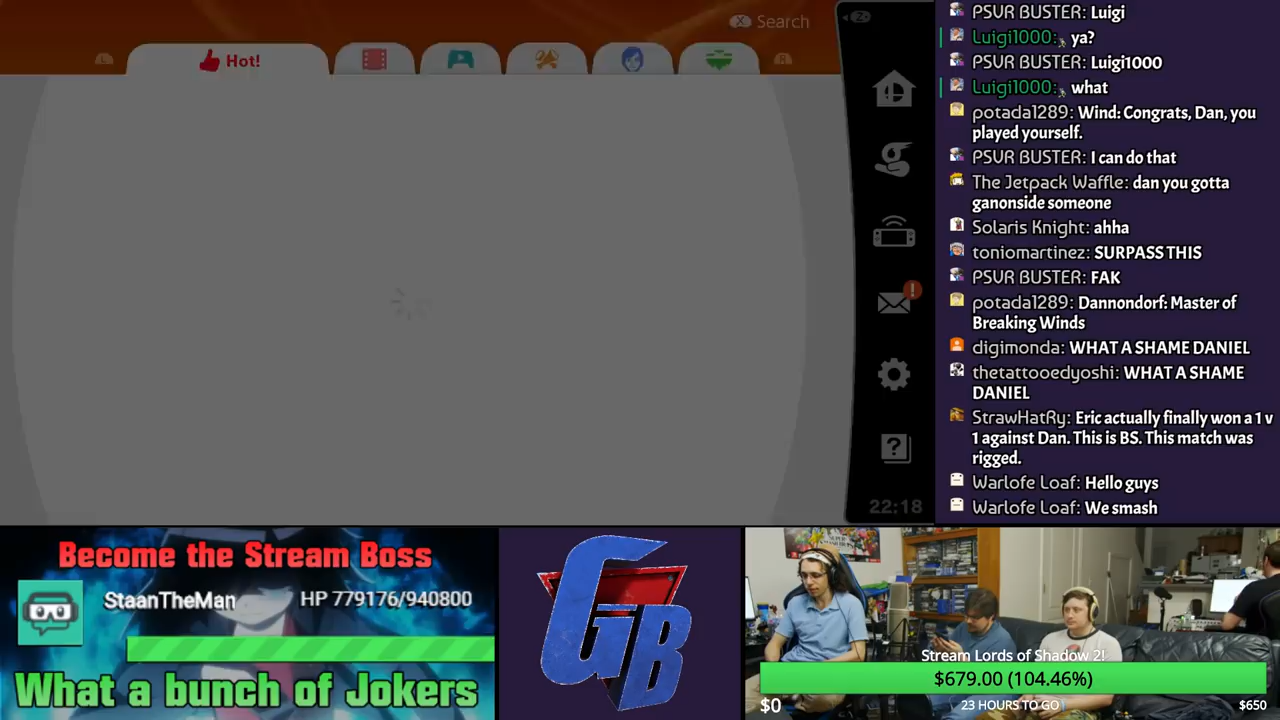 Search
Hot!
22:18
PSVR BUSTER: Luigi
Luigi1000: ya?
PSVR BUSTER: Luigi1000
Luigi1000: what
potada1289: Wind: Congrats, Dan, you
played yourself.
PSVR BUSTER: I can do that
The Jetpack Waffle: dan you gotta
ganonside someone
Solaris Knight: ahha
toniomartinez: SURPASS THIS
PSVR BUSTER: FAK
potada1289: Dannondorf: Master of
Breaking Winds
digimonda: WHAT A SHAME DANIEL
thetattooedyoshi: WHAT A SHAME
DANIEL
StrawHatRy: Eric actually finally won a 1 v
1 against Dan. This is BS. This match was
rigged.
Warlofe Loaf: Hello guys
Warlofe Loaf: We smash
Become the Stream Boss
StaanTheMan HP 779176/940800
What a bunch of Jokers
GB
Stream Lords of Shadow 2!
$679.00 (104.46%)
$0 23 HOURS TO GO $650